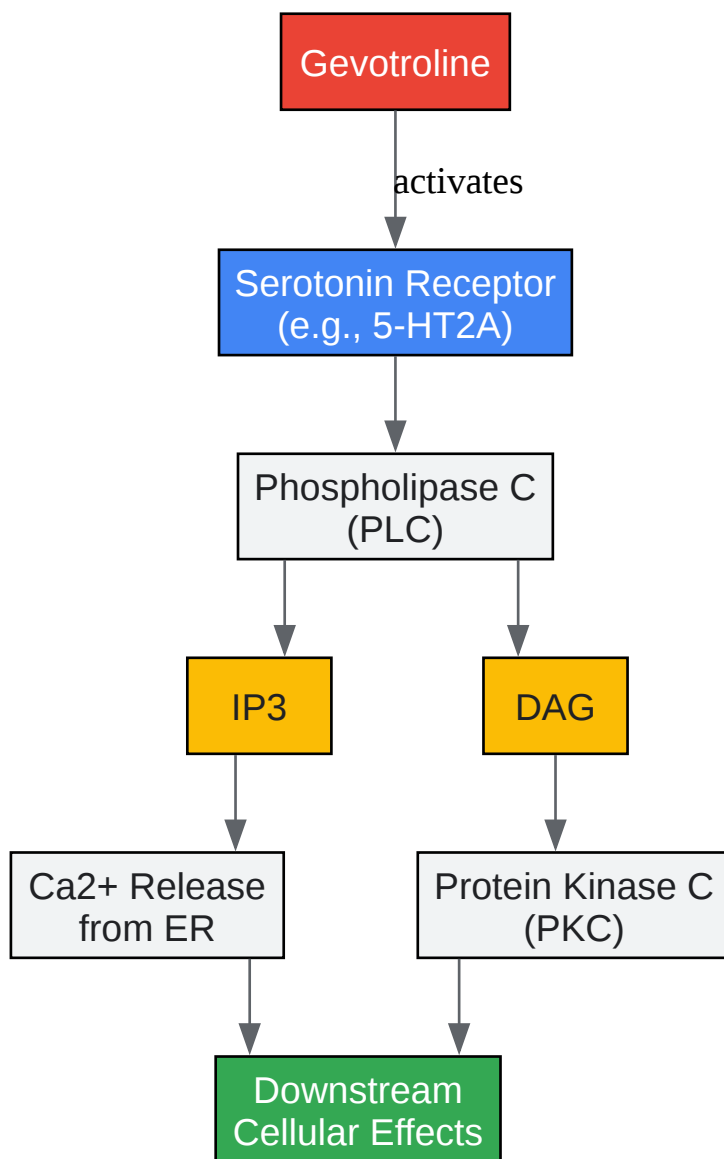 Gevotroline
activates
Serotonin Receptor
(e.g., 5-HT2A)
Phospholipase C
(PLC)
IP3
DAG
Ca2+ Release
from ER
Protein Kinase C
(PKC)
Downstream
Cellular Effects